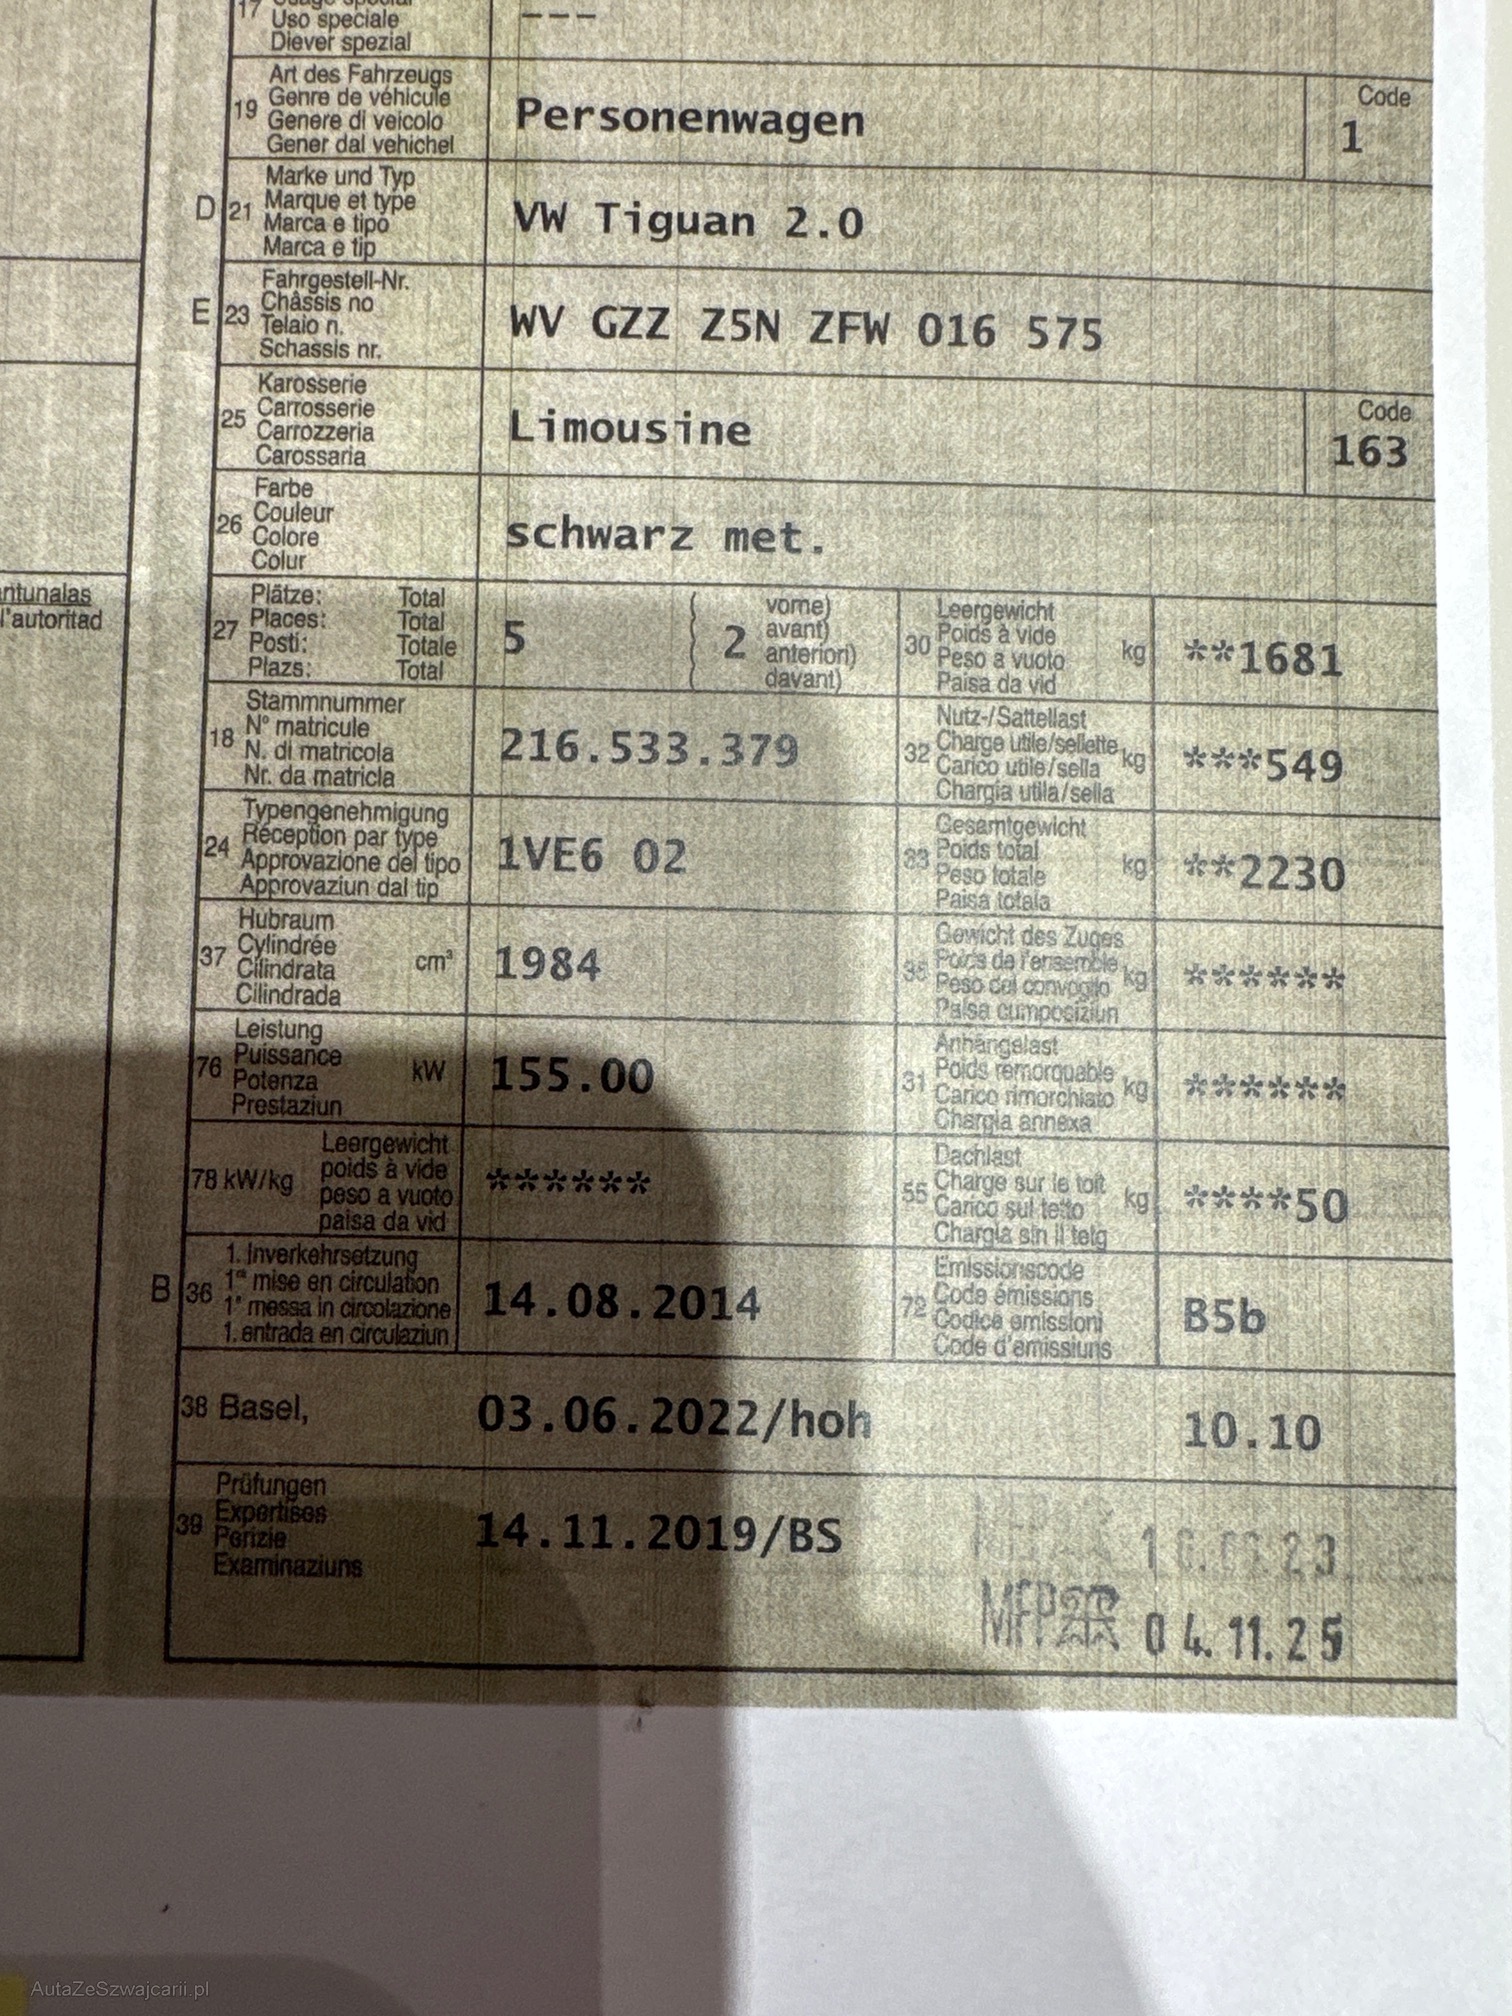 17
Uso speciale
Diever spezial
---
19
Art des Fahrzeugs
Genre de véhicule
Genere di veicolo
Gener dal vehichel
Personenwagen
Code
1
D 21
Marke und Typ
Marque et type
Marca e tipo
Marca e tip
VW Tiguan 2.0
E 23
Fahrgestell-Nr.
Châssis no
Telaio n.
Schassis nr.
WV GZZ Z5N ZFW 016 575
25
Karosserie
Carrosserie
Carrozzeria
Carossaria
Limousine
Code
163
26
Farbe
Couleur
Colore
Colur
schwarz met.
antunalas
l'autoritad
27
Plätze: Total
Places: Total
Posti: Totale
Plazs: Total
5
2
vorne)
avant)
anteriori)
davant)
30
Leergewicht
Poids à vide
Peso a vuoto
Paisa da vid
kg
**1681
18
Stammnummer
N° matricule
N. di matricola
Nr. da matricla
216.533.379
32
Nutz-/Sattellast
Charge utile/sellette
Carico utile/sella
Chargia utila/sella
kg
***549
24
Typengenehmigung
Réception par type
Approvazione del tipo
Approvaziun dal tip
1VE6 02
33
Gesamtgewicht
Poids total
Peso totale
Paisa totala
kg
**2230
37
Hubraum
Cylindrée
Cilindrata
Cilindrada
cm³
1984
35
Gewicht des Zuges
Poids de l'ensemble
Peso del convoglio
Paisa cumposiziun
kg
******
76
Leistung
Puissance
Potenza
Prestaziun
kW
155.00
31
Anhängelast
Poids remorquable
Carico rimorchiato
Chargia annexa
kg
******
78 kW/kg
Leergewicht
poids à vide
peso a vuoto
paisa da vid
******
55
Dachlast
Charge sur le toit
Carico sul tetto
Chargia sin il tetg
kg
****50
B 36
1. Inverkehrsetzung
1re mise en circulation
1a messa in circolazione
1. entrada en circulaziun
14.08.2014
72
Emissionscode
Code émissions
Codice emissioni
Code d'emissiuns
B5b
38 Basel,
03.06.2022/hoh
10.10
39
Prüfungen
Expertises
Perizie
Examinaziuns
14.11.2019/BS
MFP 04.11.25
AutaZeSzwajcarii.pl